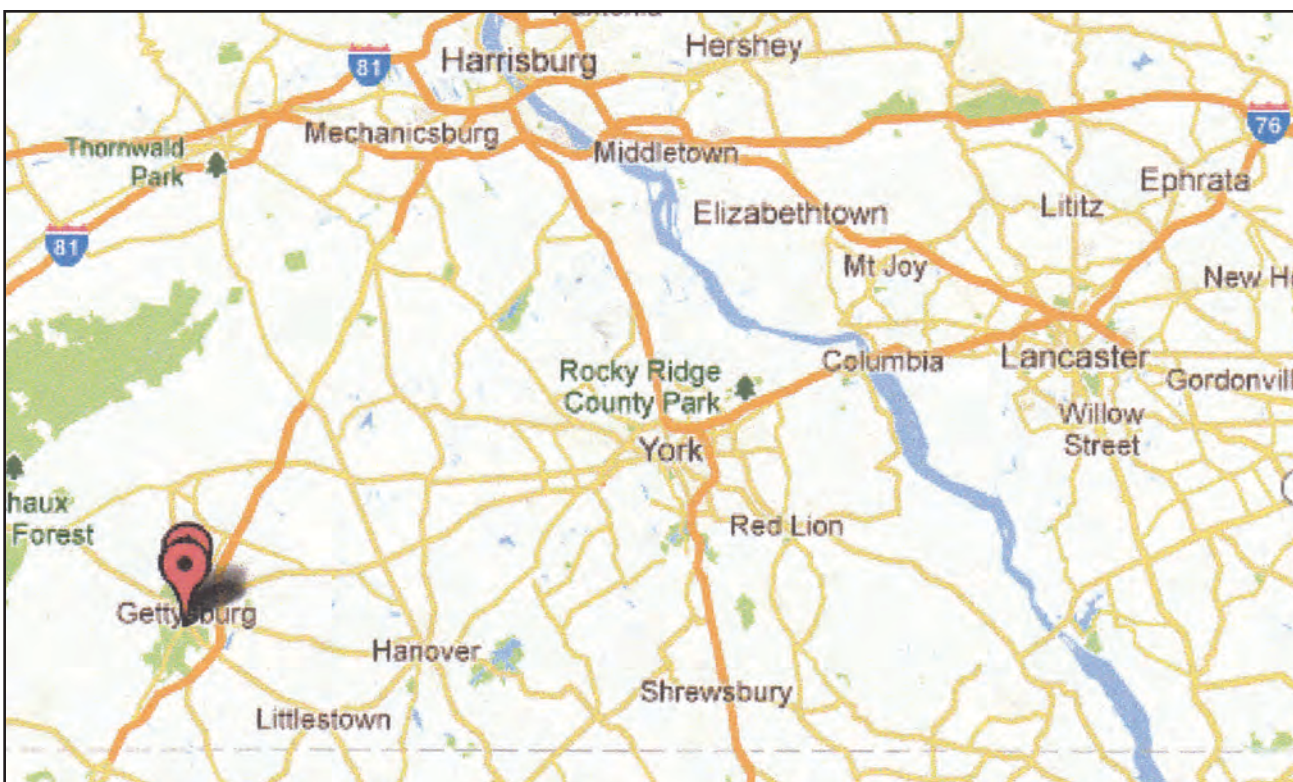 81
Harrisburg
Hershey
Mechanicsburg
Middletown
76
Thornwald
Park
Ephrata
Elizabethtown
Lititz
81
Mt Joy
New H
Columbia
Lancaster
Rocky Ridge
County Park
Gordonvill
York
Willow
Street
haux
Forest
Red Lion
Gettysburg
Hanover
Shrewsbury
Littlestown